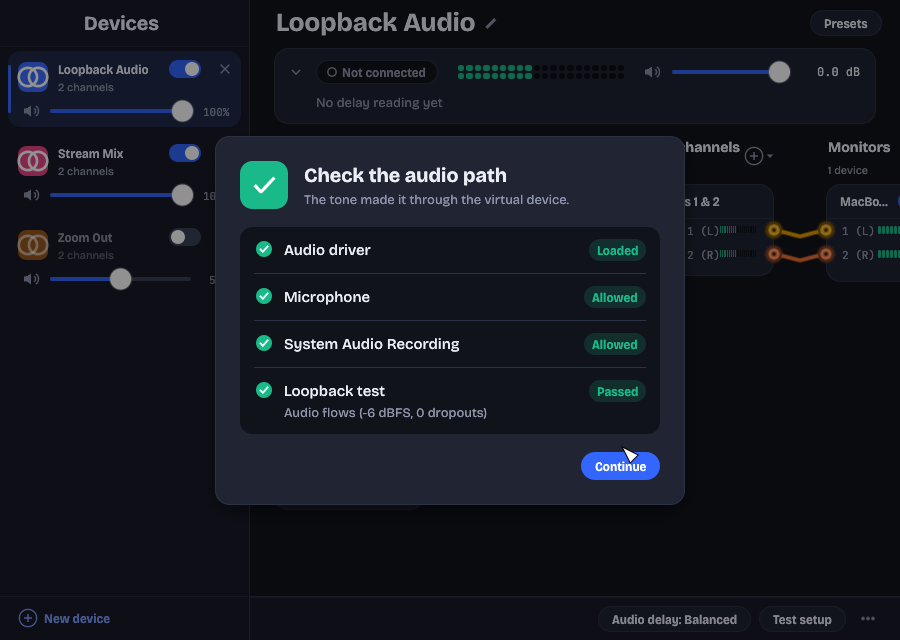 Devices
Loopback Audio
2 channels
100%
Stream Mix
2 channels
Zoom Out
2 channels
New device
Loopback Audio
Presets
Not connected
0.0 dB
No delay reading yet
Monitors
1 device
s 1 & 2
1 (L)
2 (R)
MacBo...
1 (L)
2 (R)
Check the audio path
The tone made it through the virtual device.
Audio driver
Loaded
Microphone
Allowed
System Audio Recording
Allowed
Loopback test
Passed
Audio flows (-6 dBFS, 0 dropouts)
Continue
Audio delay: Balanced
Test setup